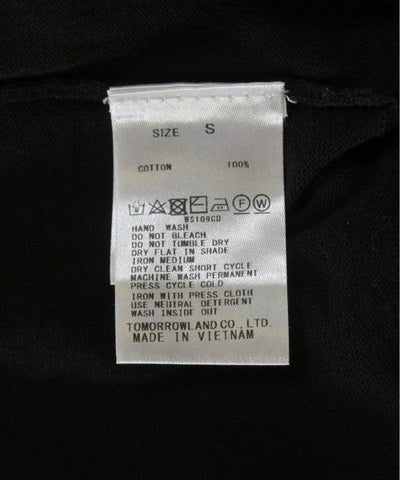 SIZE S
COTTON 100%
F W
WS109GU
HAND WASH
DO NOT BLEACH
DO NOT TUMBLE DRY
DRY FLAT IN SHADE
IRON MEDIUM
DRY CLEAN SHORT CYCLE
MACHINE WASH PERMANENT
PRESS CYCLE COLD
IRON WITH PRESS CLOTH
USE NEUTRAL DETERGENT
WASH INSIDE OUT
TOMORROWLAND CO., LTD.
MADE IN VIETNAM